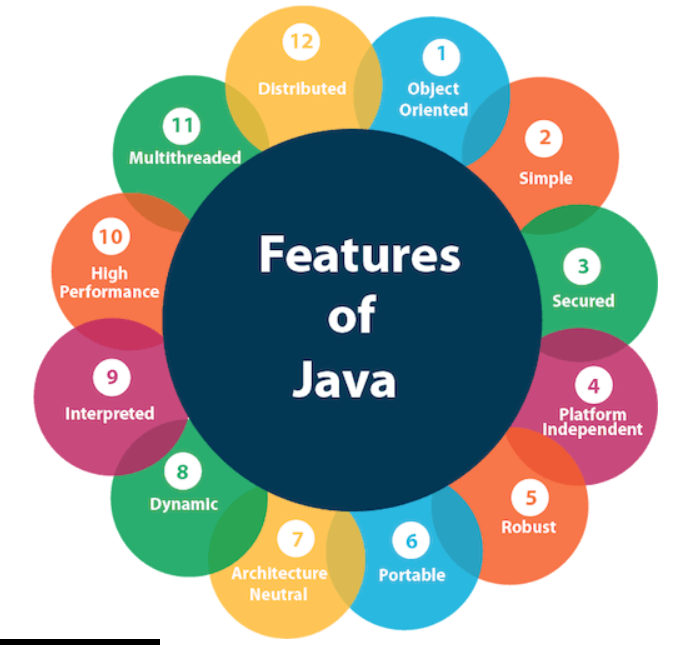 Features
of
Java
1
Object
Oriented
2
Simple
3
Secured
4
Platform
Independent
5
Robust
6
Portable
7
Architecture
Neutral
8
Dynamic
9
Interpreted
10
High
Performance
11
Multithreaded
12
Distributed